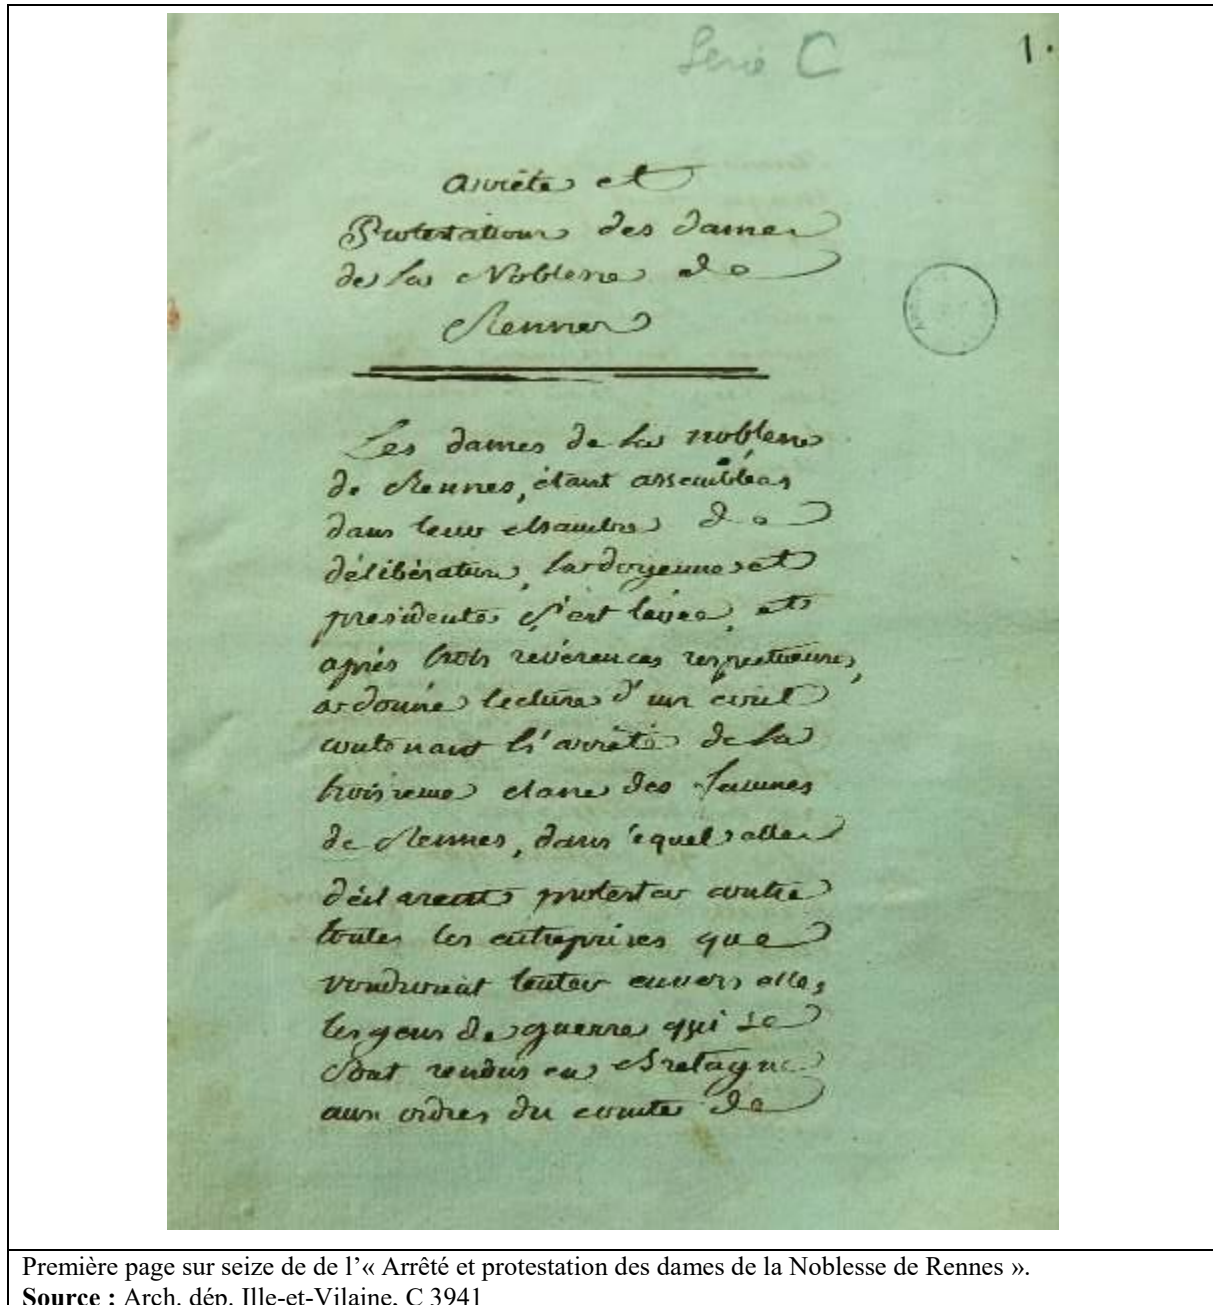 Serie C
1.
arrêté et
Protestations des dames
de la Noblesse de
Rennes
Les dames de la noblesse
de Rennes, étant assemblées
dans leur chambre de
délibération, la doyenne et
presidente s'est levée, et
après trois révérences respectueuses,
a donné lecture d'un écrit
contenant l'arrêté de la
troisieme classe des femmes
de Rennes, dans lequel elles
déclarent protester contre
toutes les entreprises que
voudroient tenter envers elles,
les gens de guerre qui se
sont rendus en Bretagne
aux ordres du comte de
Première page sur seize de de l'« Arrêté et protestation des dames de la Noblesse de Rennes ».
Source : Arch. dép. Ille-et-Vilaine, C 3941